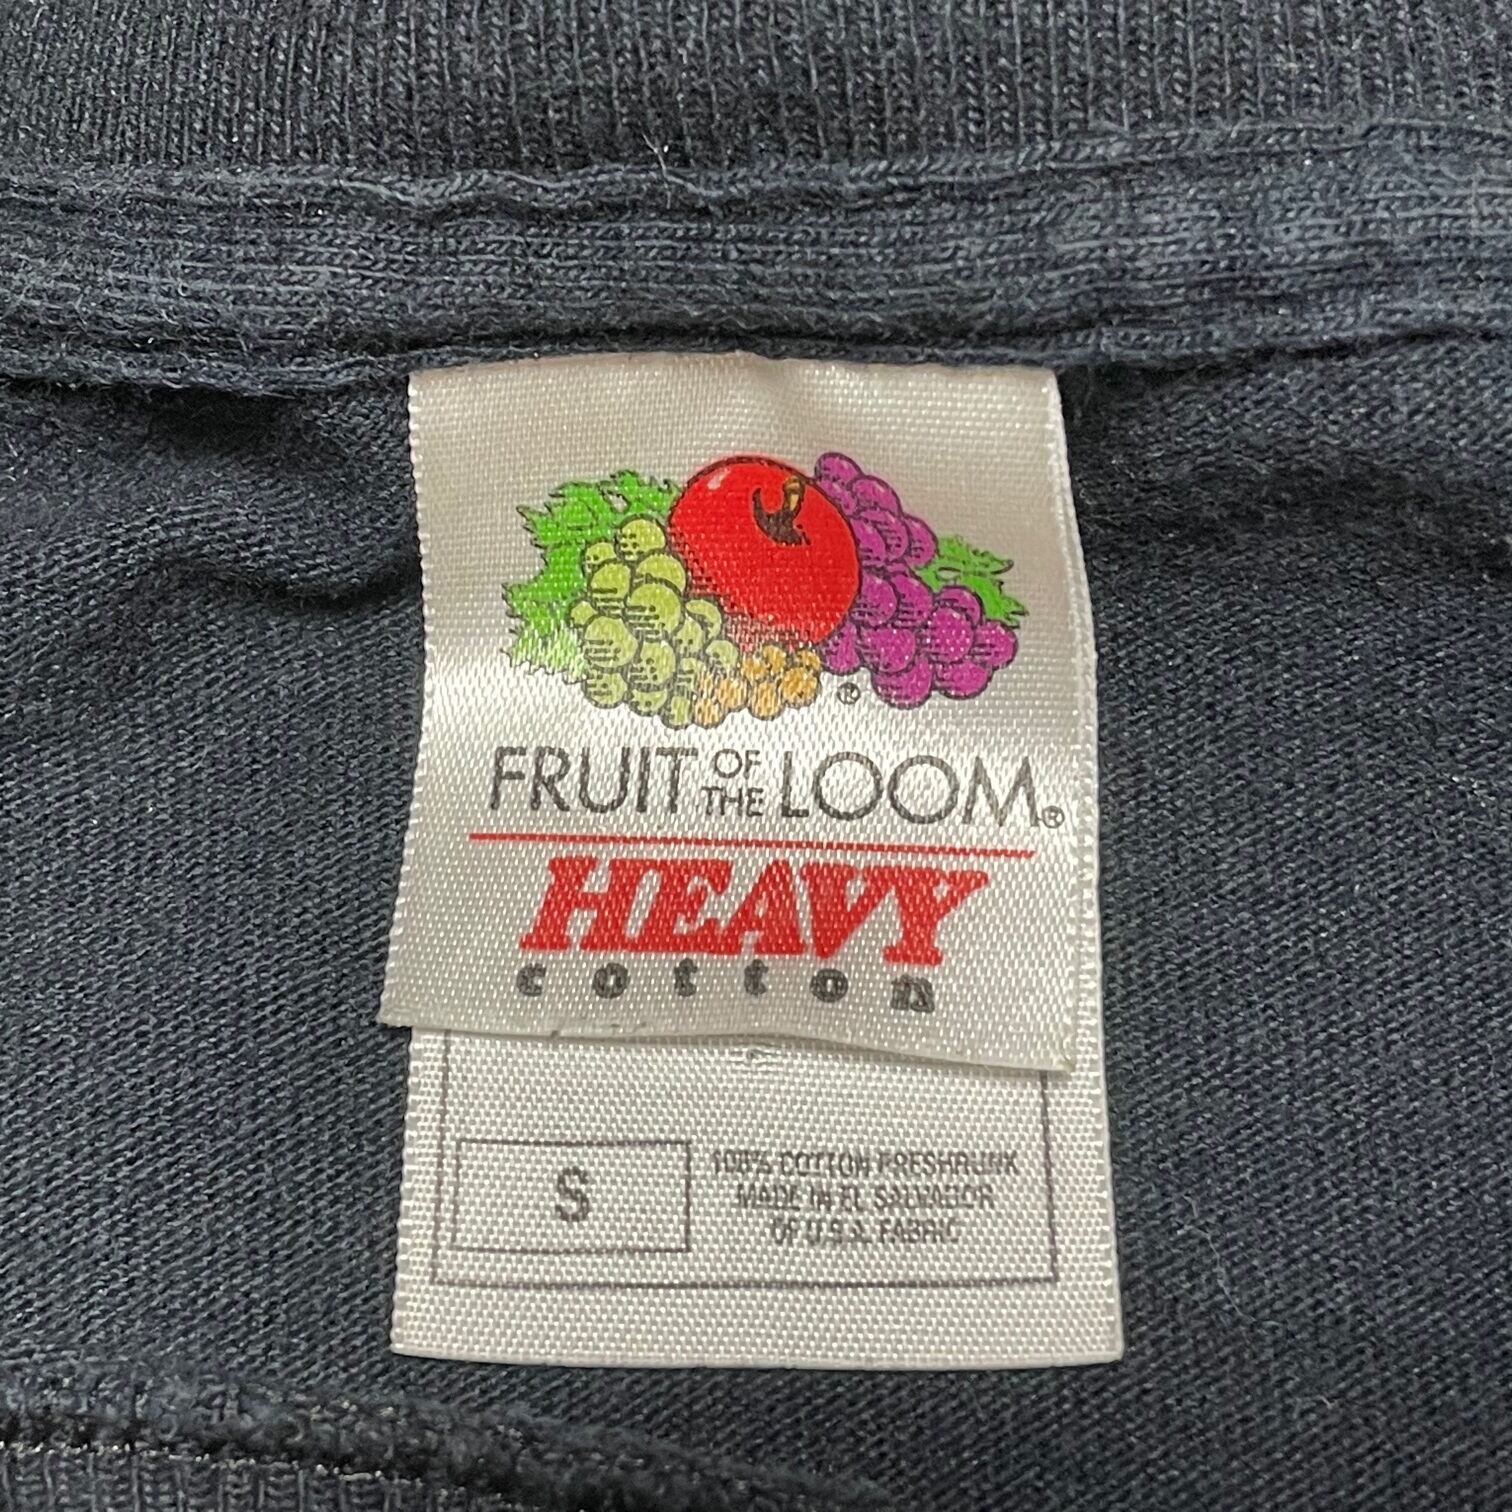 ®
FRUIT OF THE LOOM®
HEAVY
cotton
S
100% COTTON PRESHRUNK
MADE IN EL SALVADOR
OF U.S.A. FABRIC